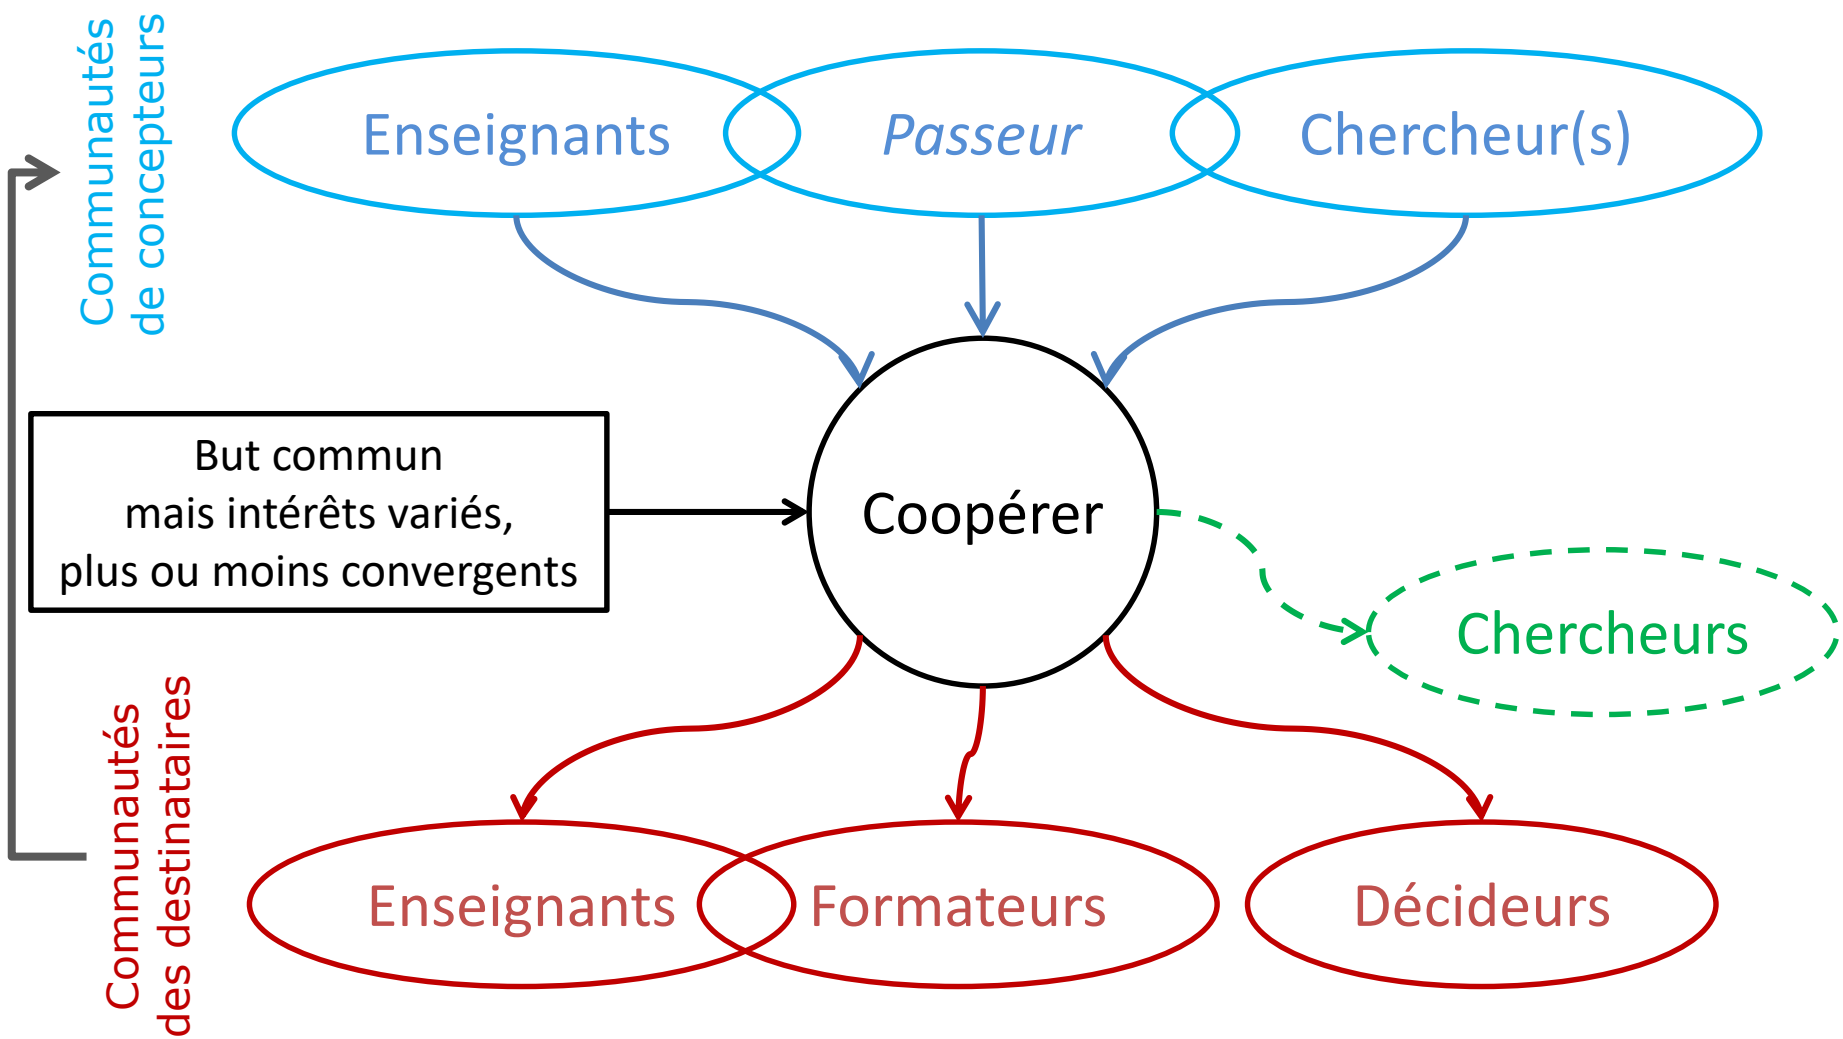 Communautés
de concepteurs
Enseignants
Passeur
Chercheur(s)
But commun
mais intérêts variés,
plus ou moins convergents
Coopérer
Chercheurs
Communautés
des destinataires
Enseignants
Formateurs
Décideurs